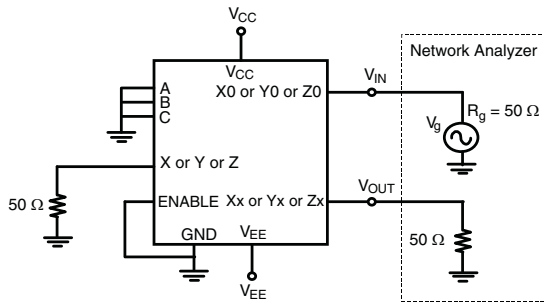 VCC
VCC
A
B
C
X0 or Y0 or Z0
VIN
Network Analyzer
Rg = 50 Ω
Vg
X or Y or Z
50 Ω
ENABLE
Xx or Yx or Zx
VOUT
50 Ω
GND
VEE
VEE